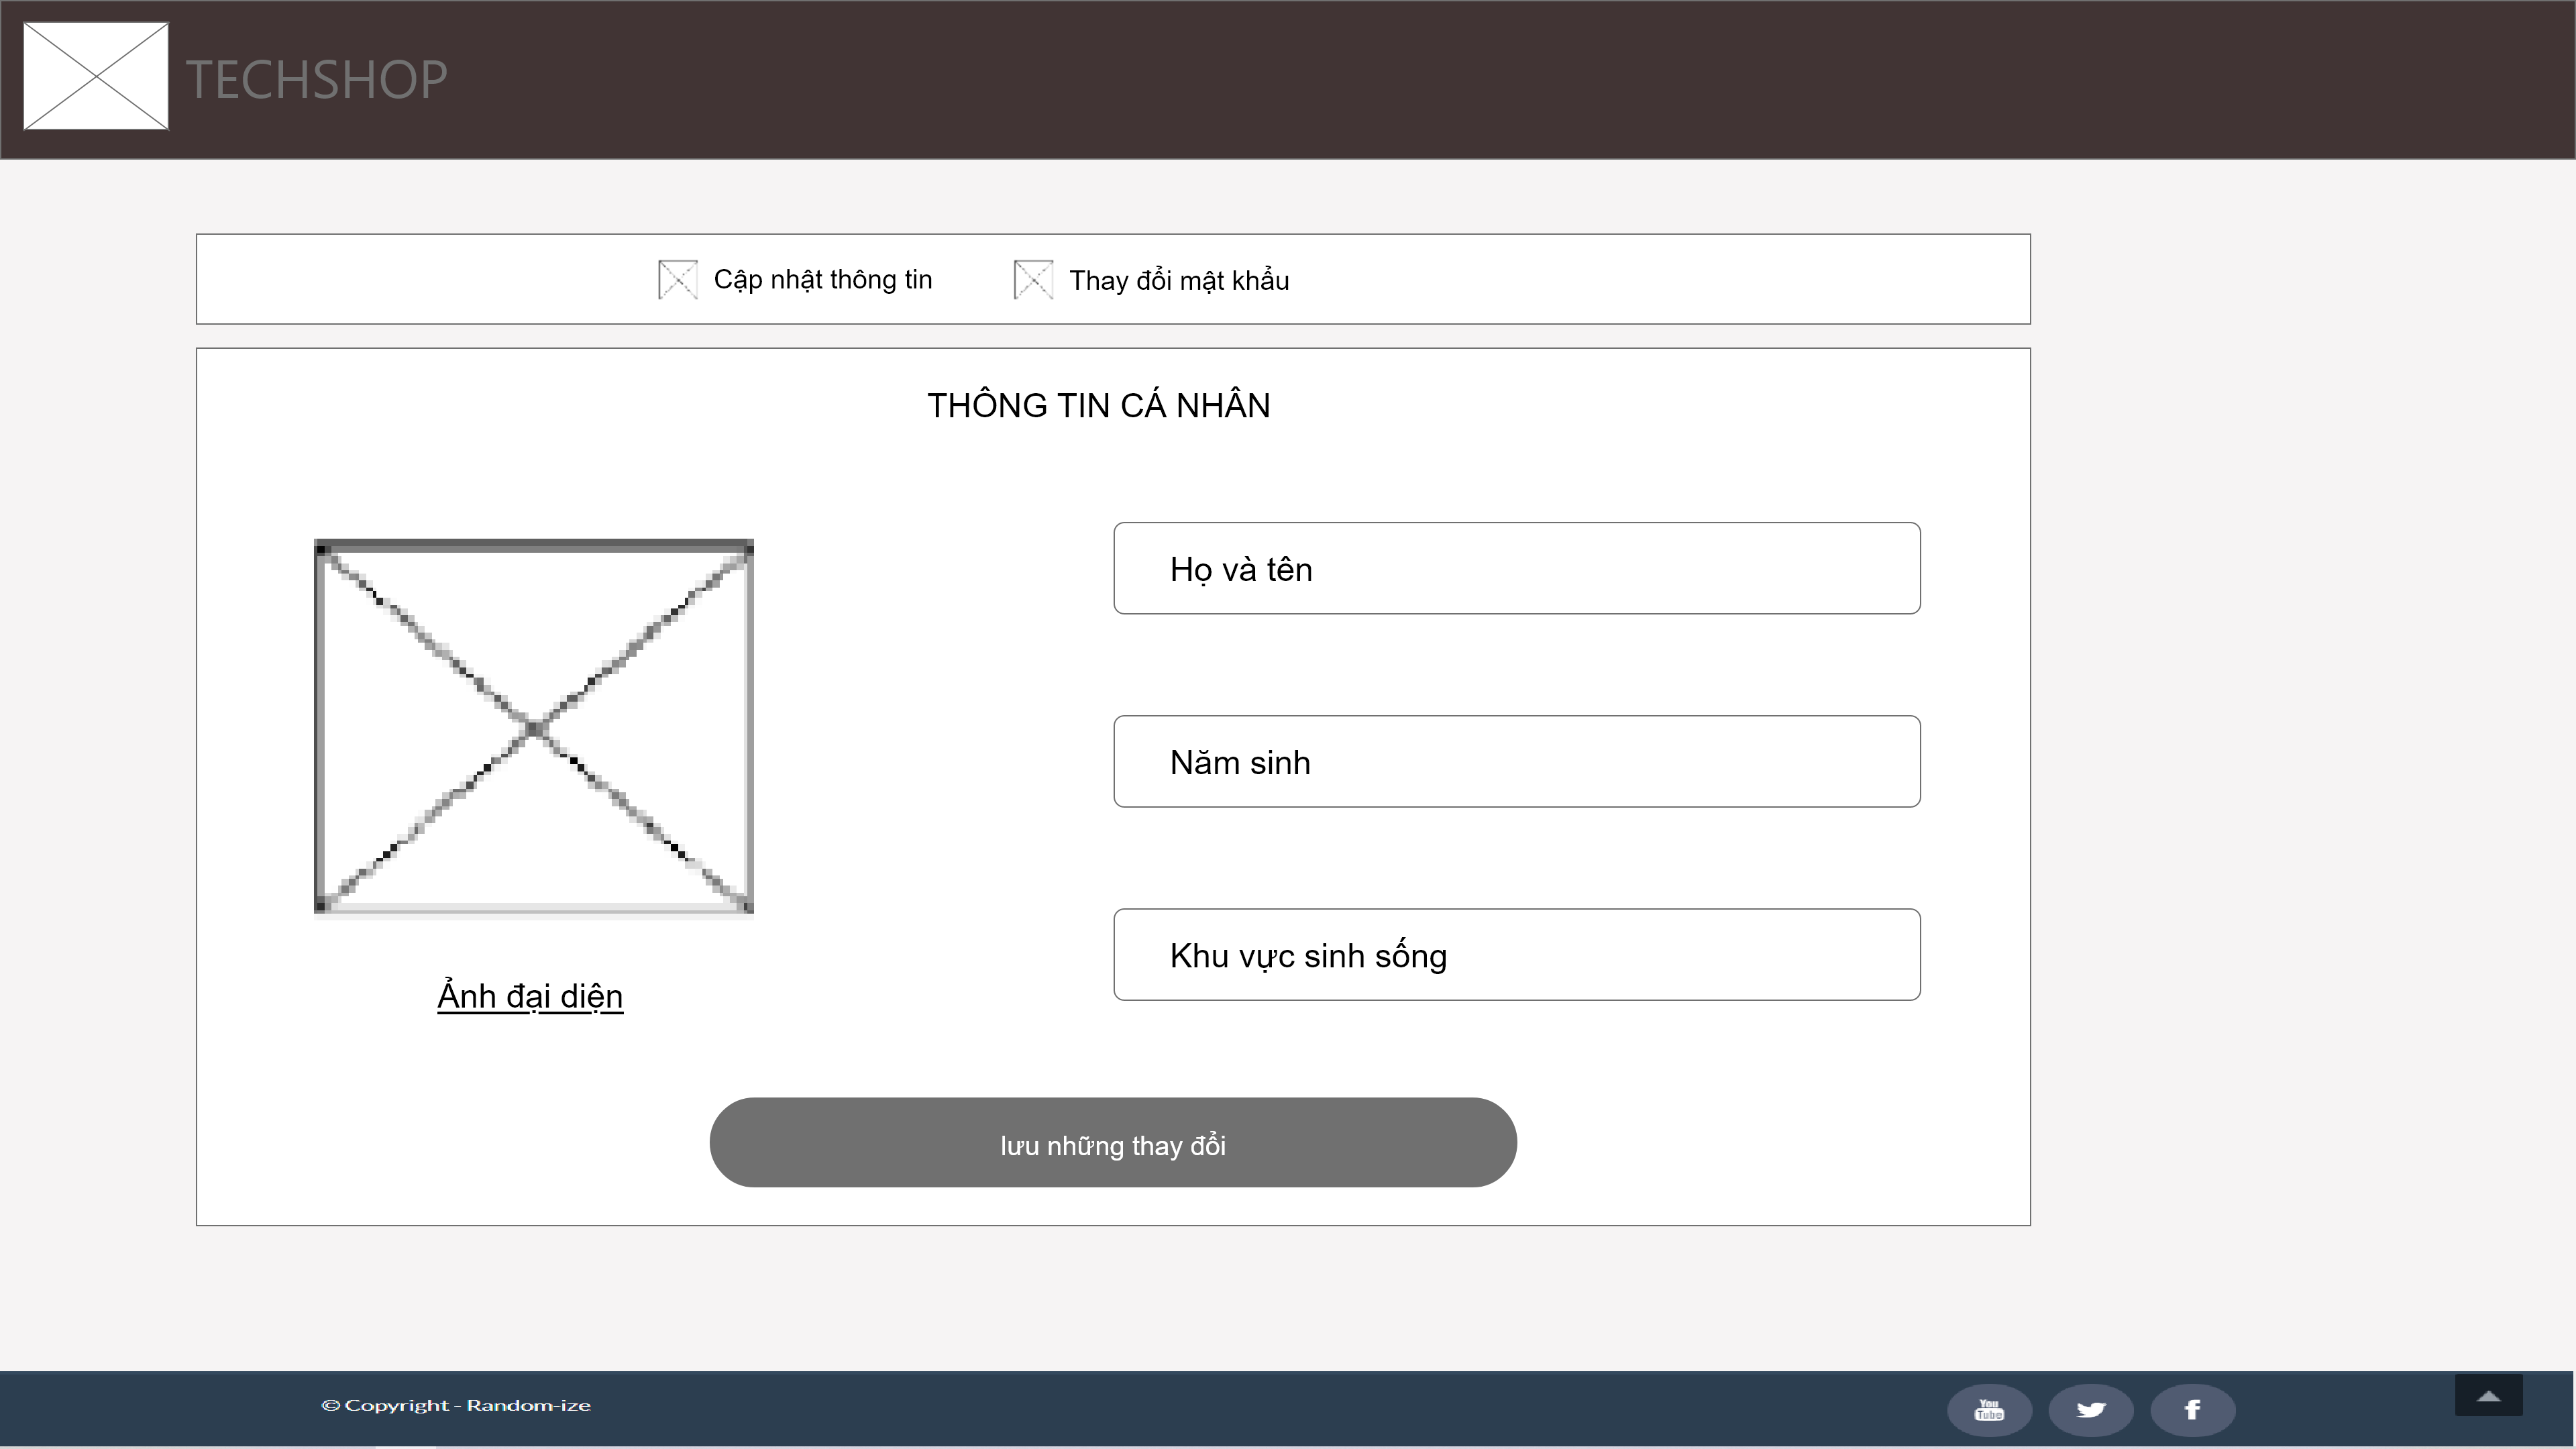 TECHSHOP
Cập nhật thông tin
Thay đổi mật khẩu
THÔNG TIN CÁ NHÂN
Họ và tên
Năm sinh
Khu vực sinh sống
Ảnh đại diện
lưu những thay đổi
© Copyright - Random-ize
You
Tube
f